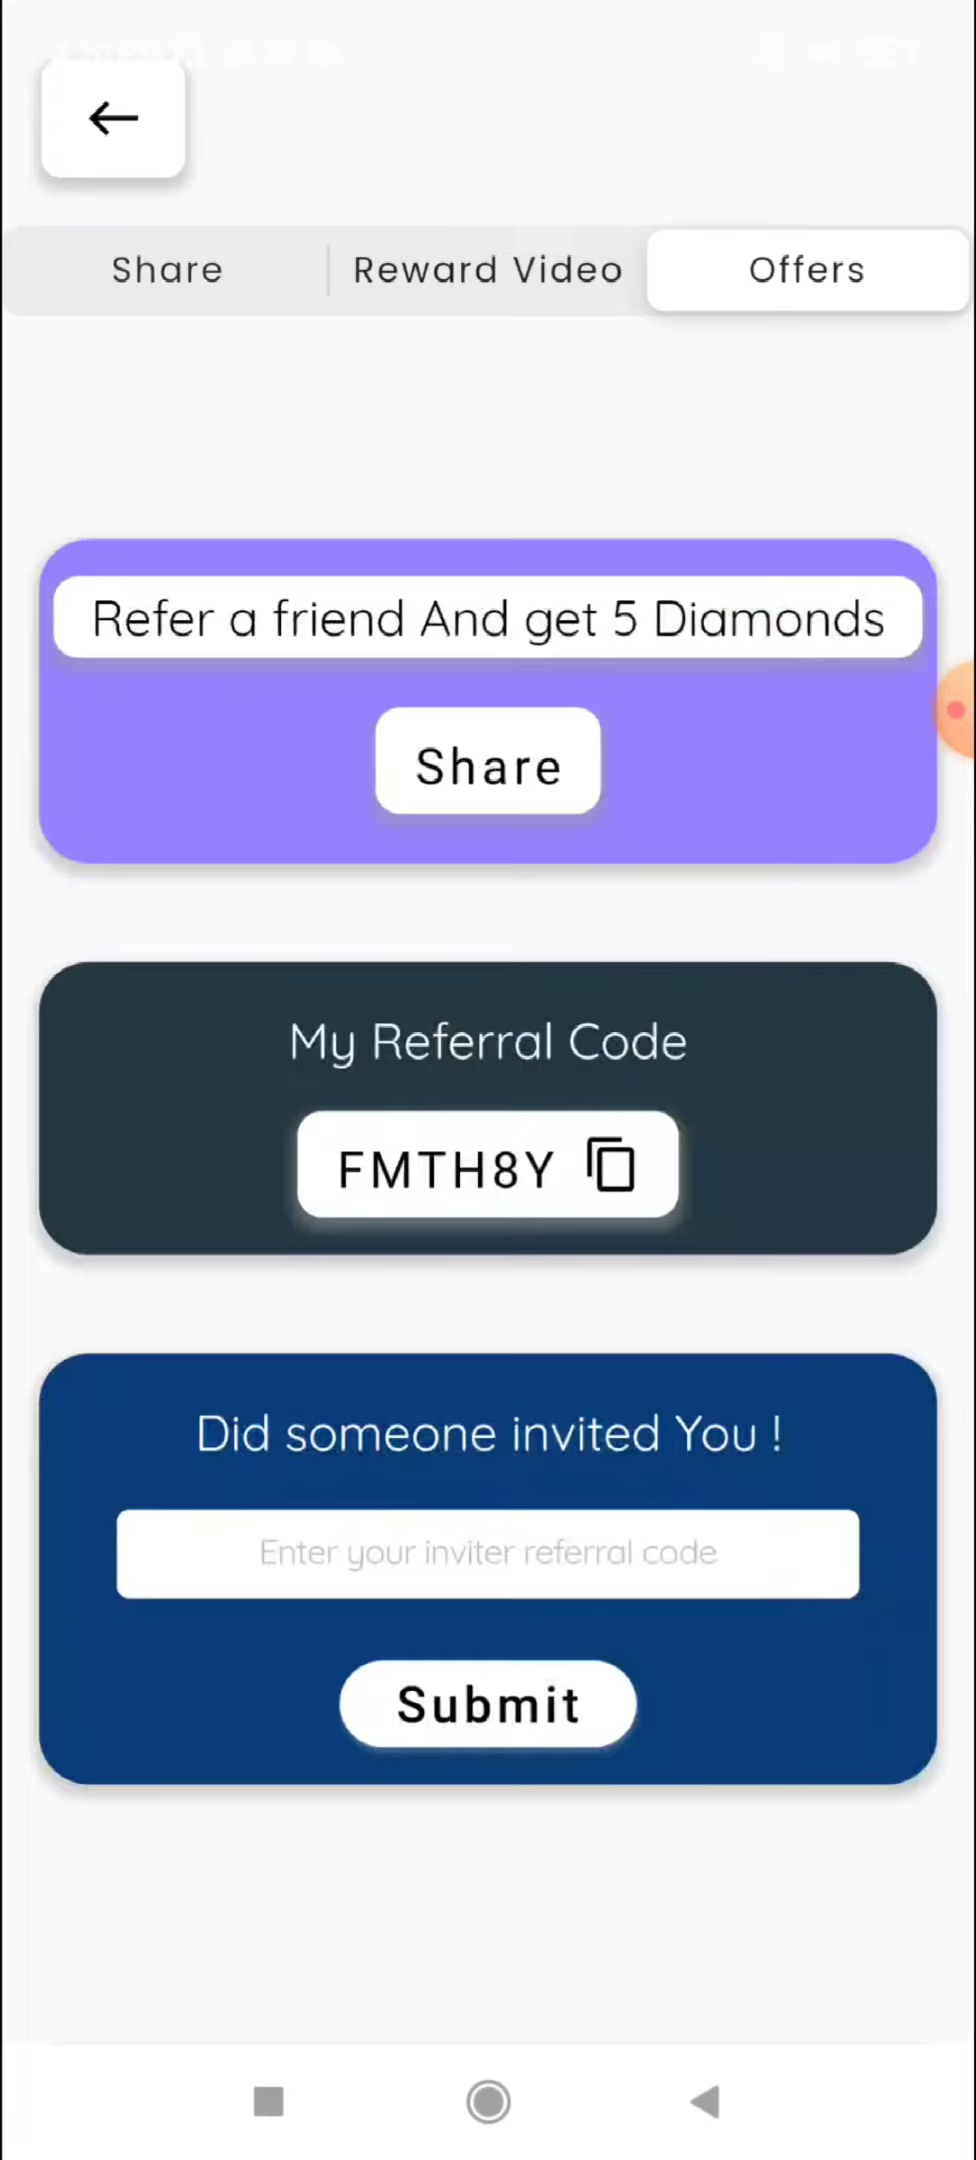 Share
Reward Video
Offers
Refer a friend And get 5 Diamonds
Share
My Referral Code
FMTH8Y
Did someone invited You !
Enter your inviter referral code
Submit